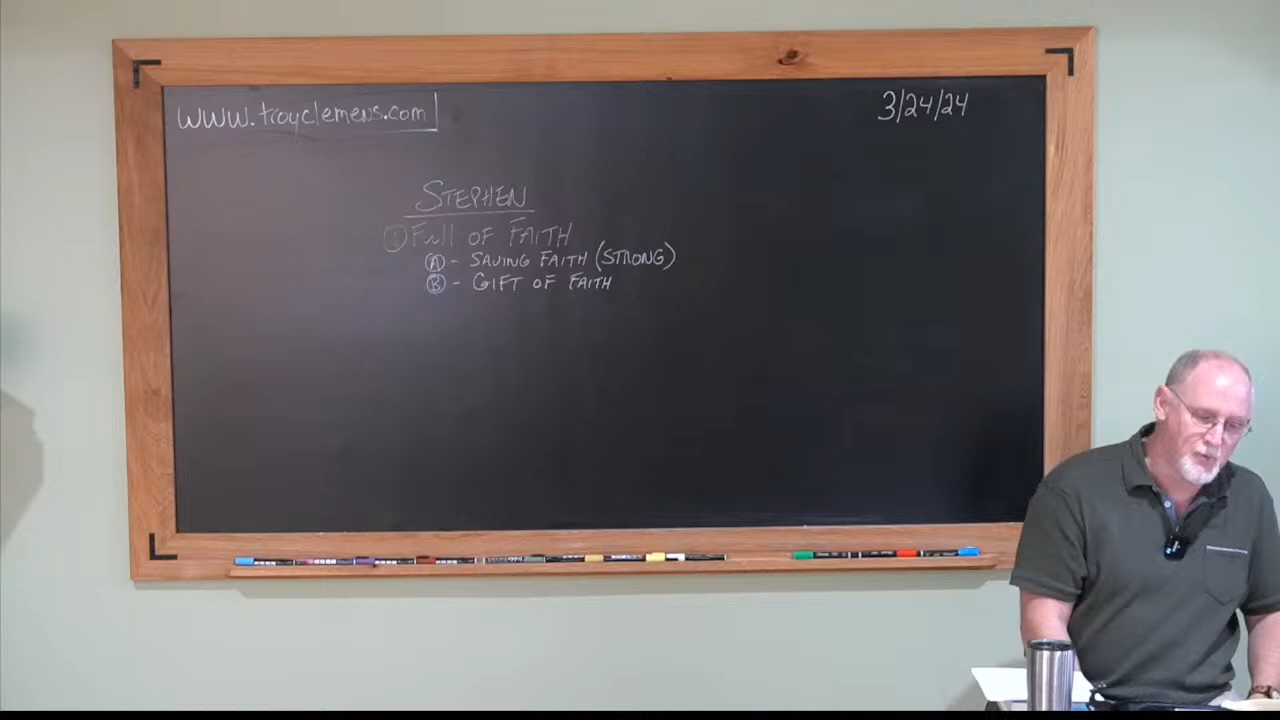 www.troyclemens.com
3/24/24
STEPHEN
① Full OF FAITH
Ⓐ - SAVING FAITH (STRONG)
Ⓑ - GIFT OF FAITH